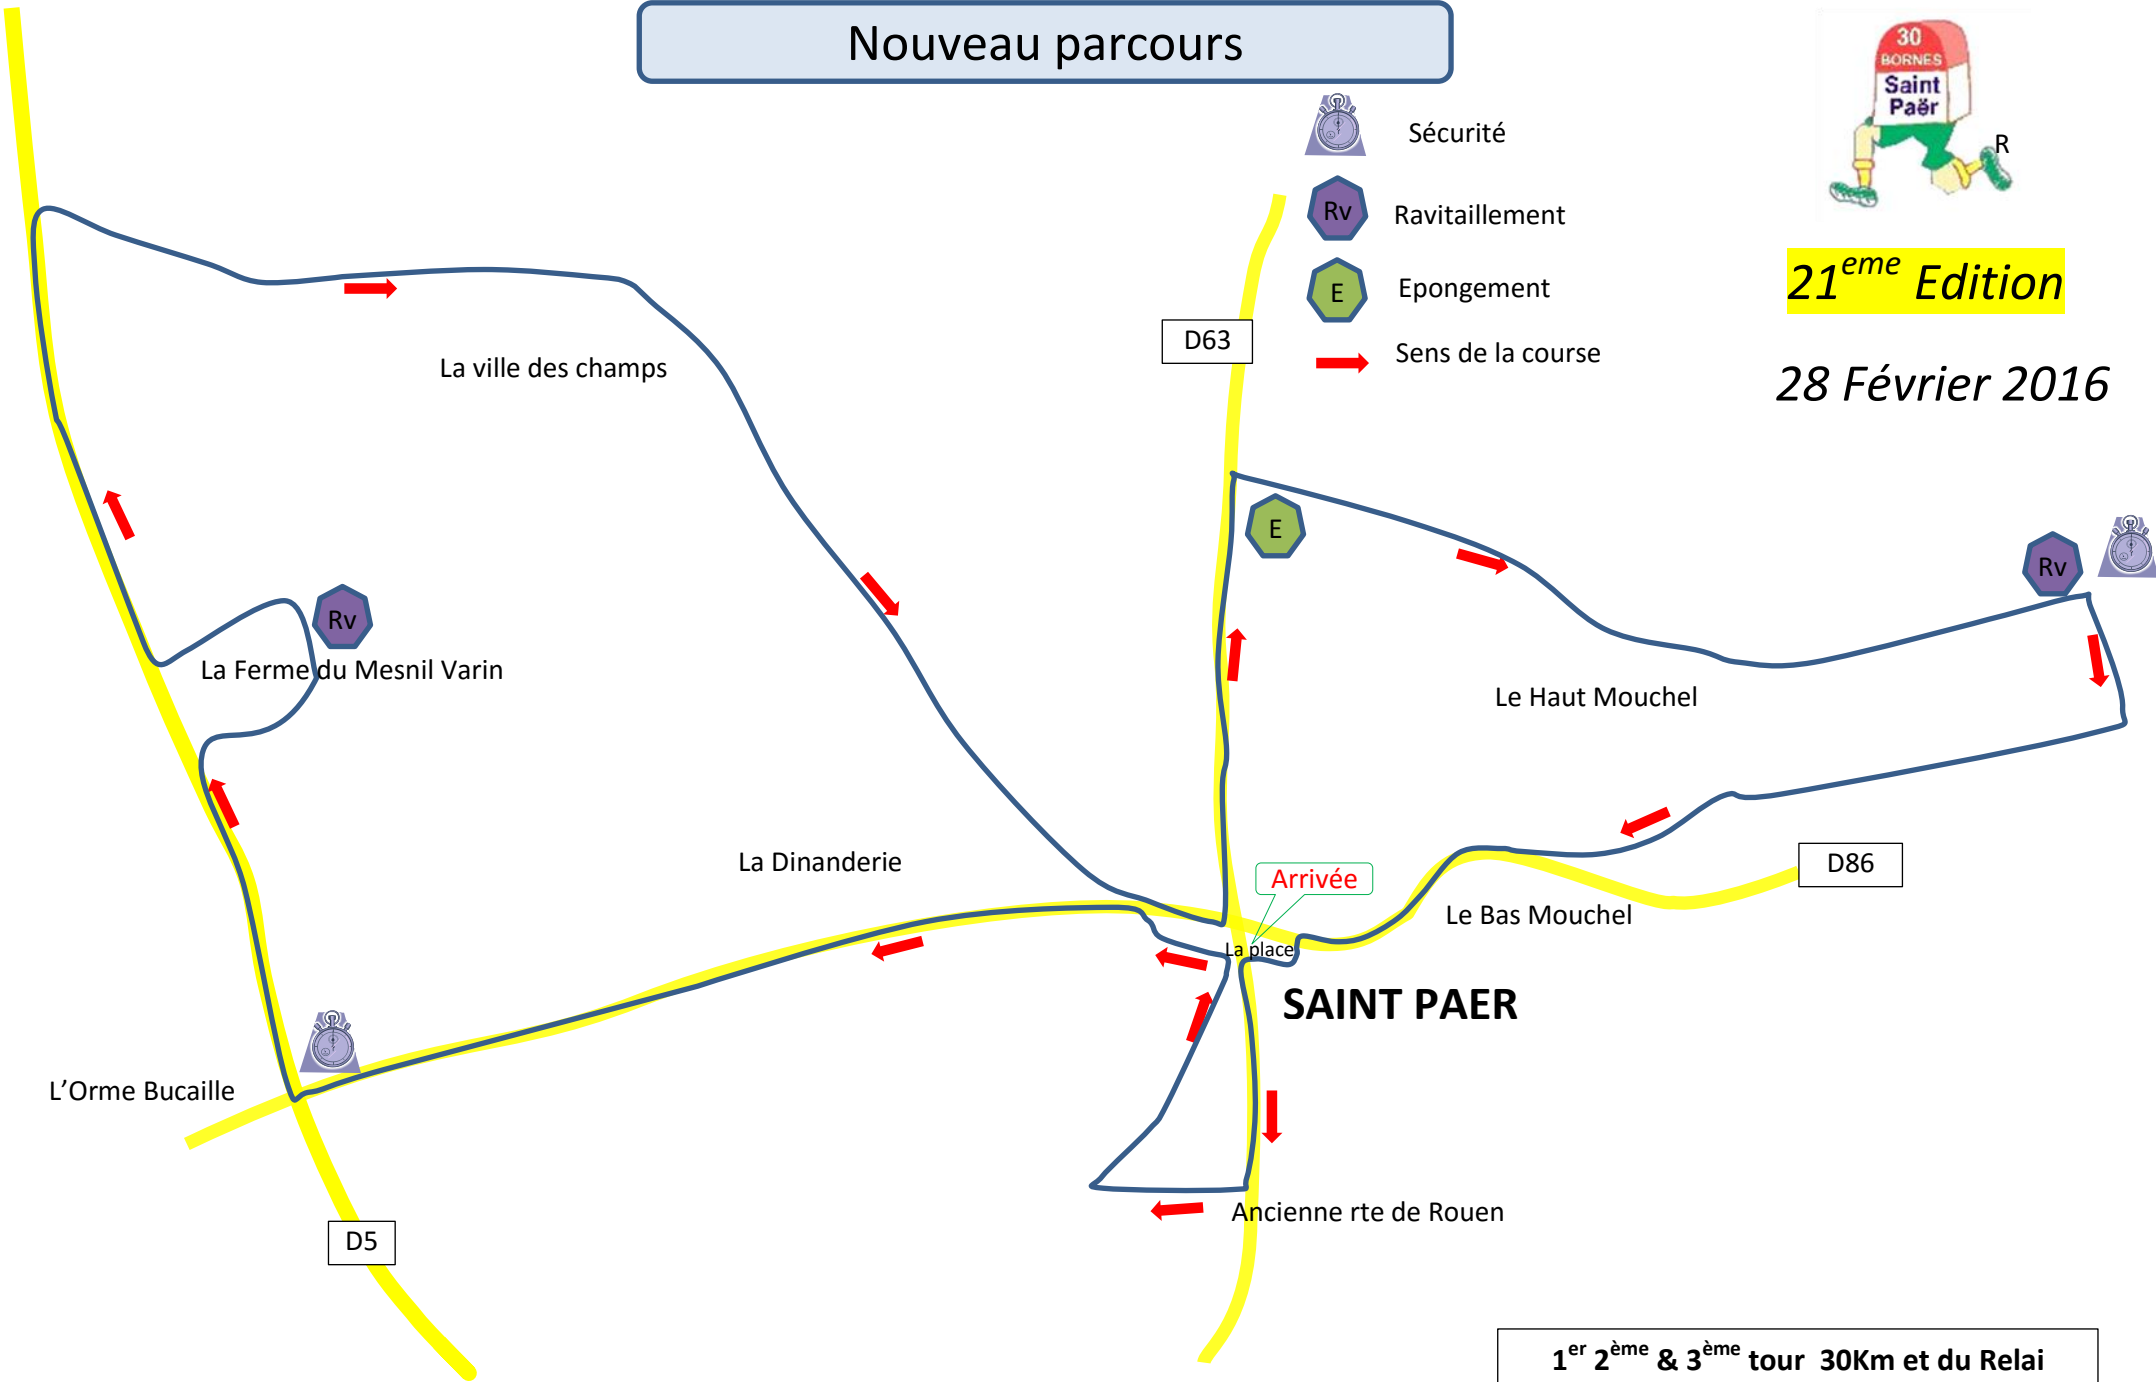 Nouveau parcours
30
BORNES
Saint
Paër
R
Sécurité
Rv
Ravitaillement
E
Epongement
Sens de la course
21eme Edition
28 Février 2016
D63
La ville des champs
E
Rv
Rv
La Ferme du Mesnil Varin
Le Haut Mouchel
La Dinanderie
Arrivée
D86
Le Bas Mouchel
La place
SAINT PAER
L'Orme Bucaille
Ancienne rte de Rouen
D5
1er 2ème & 3ème tour 30Km et du Relai